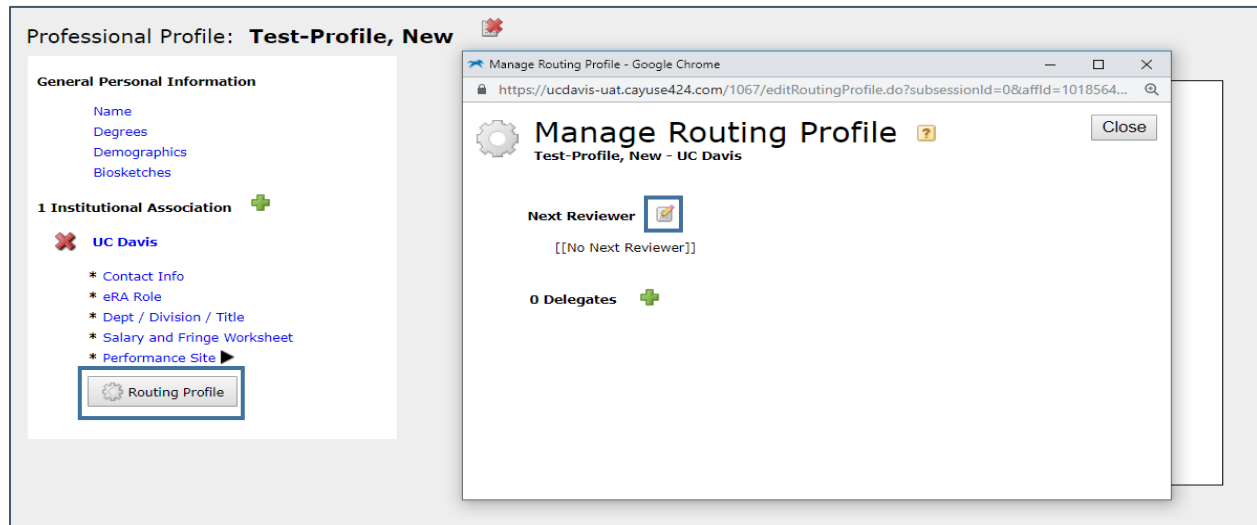 Professional Profile: Test-Profile, New
General Personal Information
Name
Degrees
Demographics
Biosketches
1 Institutional Association
UC Davis
* Contact Info
* eRA Role
* Dept / Division / Title
* Salary and Fringe Worksheet
* Performance Site
Routing Profile
Manage Routing Profile - Google Chrome
https://ucdavis-uat.cayuse424.com/1067/editRoutingProfile.do?subsessionId=0&affId=1018564...
Manage Routing Profile ?
Close
Test-Profile, New - UC Davis
Next Reviewer
[[No Next Reviewer]]
0 Delegates